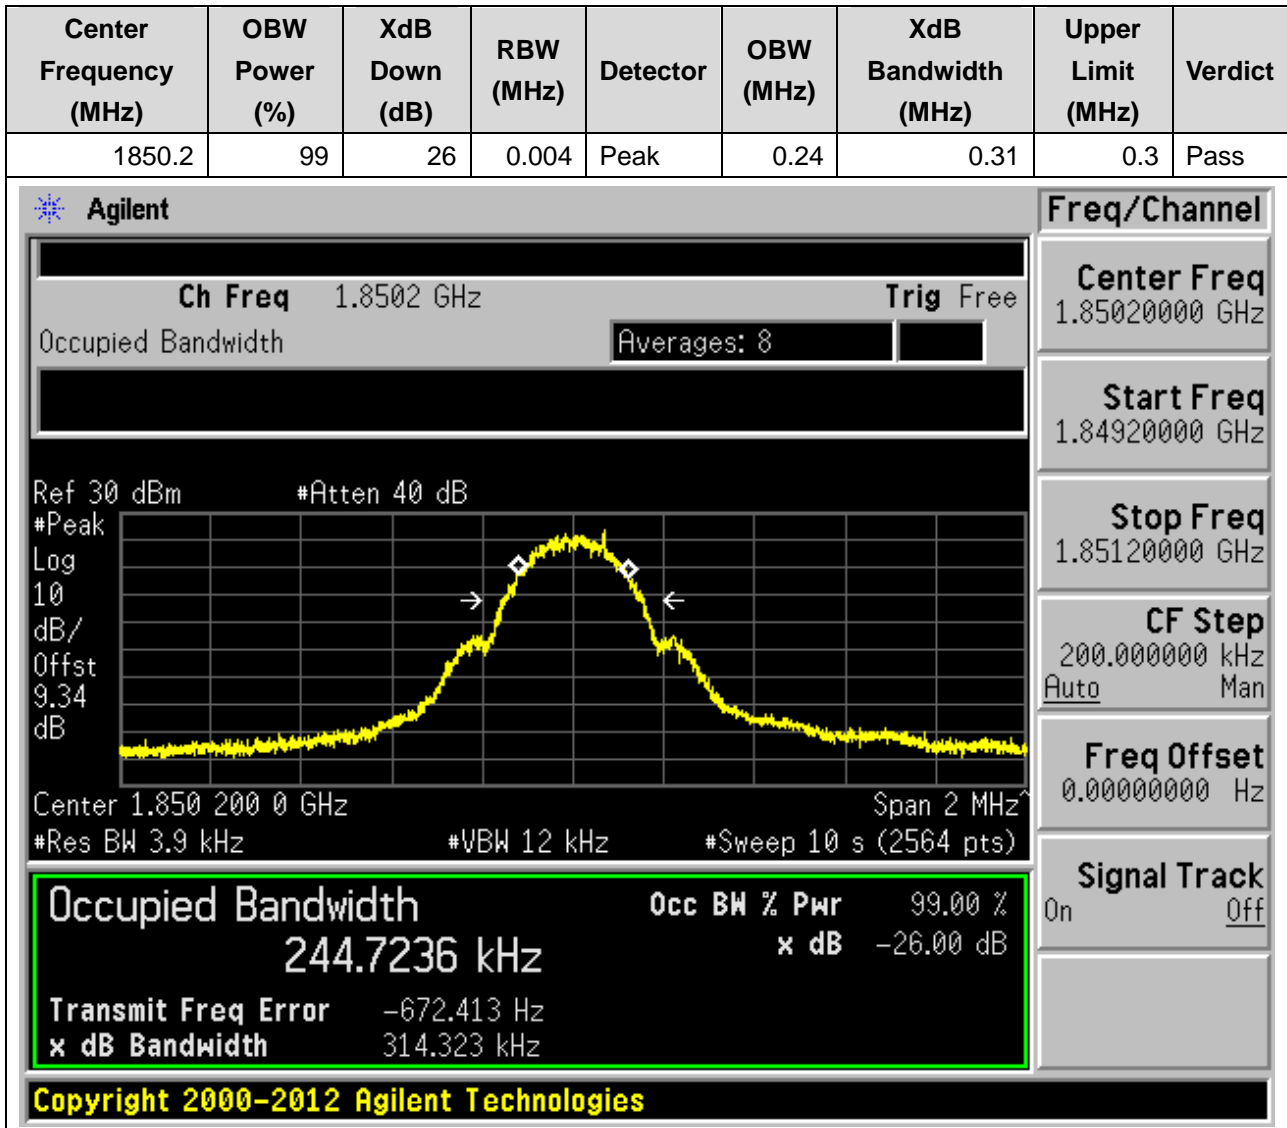 Center Frequency (MHz) OBW Power (%) XdB Down (dB) RBW (MHz) Detector OBW (MHz) XdB Bandwidth (MHz) Upper Limit (MHz) Verdict
1850.2 99 26 0.004 Peak 0.24 0.31 0.3 Pass
Agilent
Freq/Channel
Ch Freq 1.8502 GHz Trig Free
Occupied Bandwidth Averages: 8
Center Freq
1.85020000 GHz
Start Freq
1.84920000 GHz
Stop Freq
1.85120000 GHz
CF Step
200.000000 kHz
Auto Man
Freq Offset
0.00000000 Hz
Signal Track
On Off
Ref 30 dBm #Atten 40 dB
#Peak
Log
10
dB/
Offst
9.34
dB
Center 1.850 200 0 GHz Span 2 MHz^
#Res BW 3.9 kHz #VBW 12 kHz #Sweep 10 s (2564 pts)
Occupied Bandwidth Occ BW % Pwr 99.00 %
244.7236 kHz x dB -26.00 dB
Transmit Freq Error -672.413 Hz
x dB Bandwidth 314.323 kHz
Copyright 2000-2012 Agilent Technologies